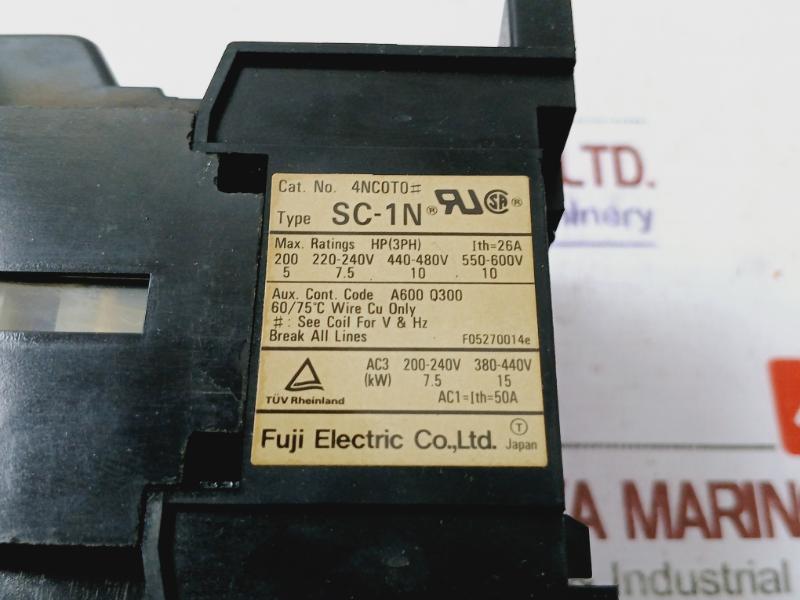 Cat. No. 4NC0T0#
Type SC-1N® RU SA ®
Max. Ratings HP(3PH) Ith=26A
200 220-240V 440-480V 550-600V
5 7.5 10 10
Aux. Cont. Code A600 Q300
60/75°C Wire Cu Only
#: See Coil For V & Hz
Break All Lines F05270014e
AC3 200-240V 380-440V
(kW) 7.5 15
TÜV Rheinland
AC1=Ith=50A
Fuji Electric Co.,Ltd. T Japan
LTD.
MARIN
Industrial